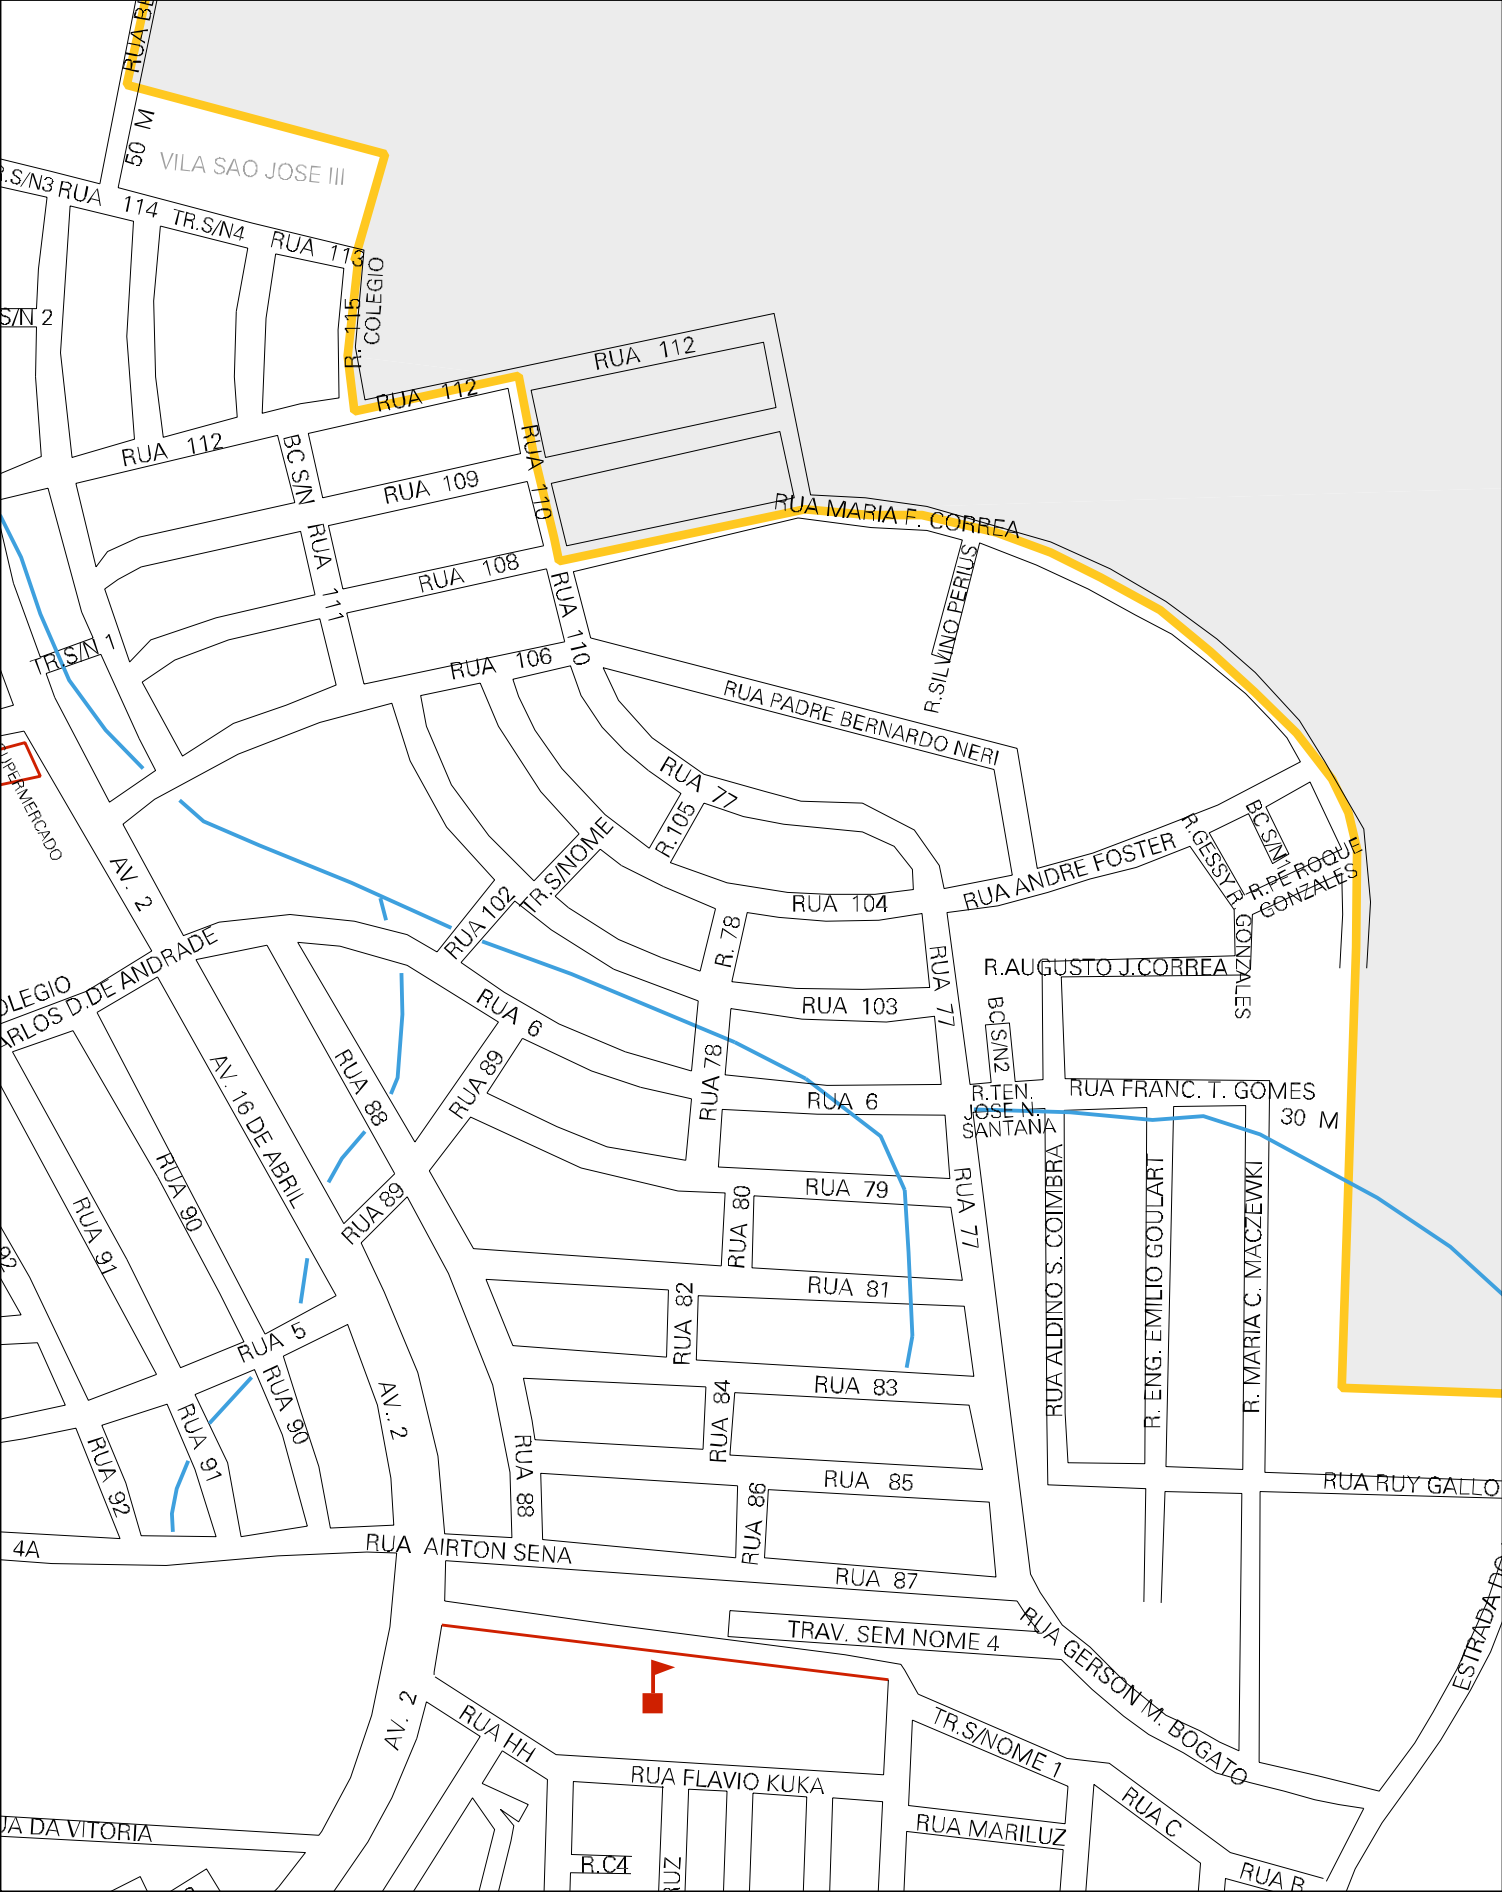 50 M
VILA SAO JOSE III
R.S/N3
RUA 114
TR.S/N4
RUA 113
R. 115
COLEGIO
S/N 2
RUA 112
RUA 112
RUA 112
BC S/N
RUA 109
RUA 110
RUA MARIA F. CORREA
RUA 111
RUA 108
RUA 110
R.SILVINO PERIUS
TR.S/N 1
RUA 106
RUA PADRE BERNARDO NERI
SUPERMERCADO
RUA 77
R.105
TR.S/NOME
AV. 2
RUA 102
RUA 104
RUA ANDRE FOSTER
R.GESSY
BC S/N1
R.PE ROQUE
GONZALES
R. GONZALES
R. 78
COLEGIO
CARLOS D.DE ANDRADE
RUA 77
R.AUGUSTO J.CORREA
RUA 6
RUA 103
BC S/N2
RUA 88
RUA 89
RUA 78
RUA 6
R.TEN.
JOSE N.
SANTANA
RUA FRANC. T. GOMES
30 M
AV. 16 DE ABRIL
RUA 90
RUA 91
92
RUA 89
RUA 80
RUA 79
RUA 77
RUA ALDINO S. COIMBRA
R. ENG. EMILIO GOULART
R. MARIA C. MACZEWKI
RUA 82
RUA 81
RUA 5
RUA 90
AV. 2
RUA 84
RUA 83
RUA 91
RUA 92
RUA 88
RUA 86
RUA 85
RUA RUY GALLO
4A
RUA AIRTON SENA
RUA 87
ESTRADA DO
TRAV. SEM NOME 4
RUA GERSON M. BOGATO
AV. 2
RUA HH
TR.S/NOME 1
RUA FLAVIO KUKA
RUA C
RUA MARILUZ
UA DA VITORIA
R.C4
UZ